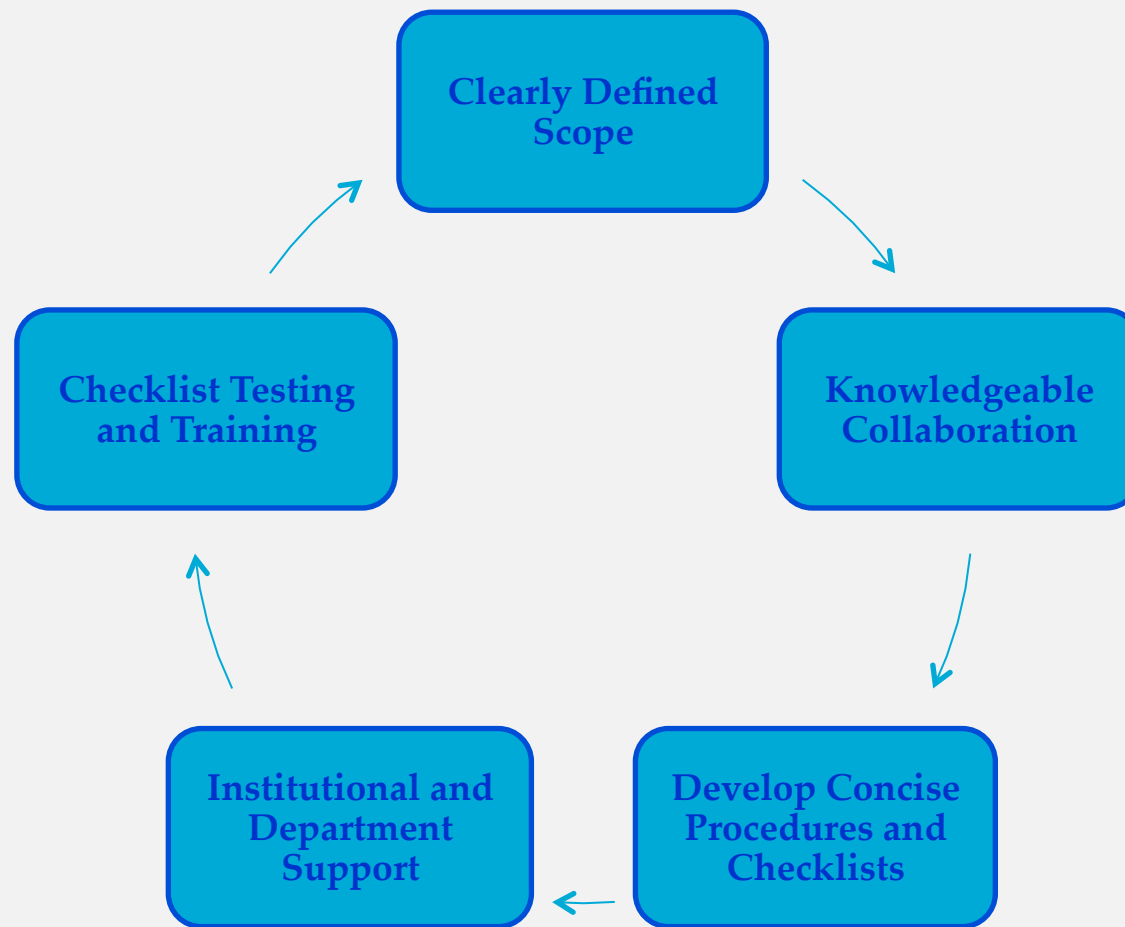 Clearly Defined
Scope
Knowledgeable
Collaboration
Develop Concise
Procedures and
Checklists
Institutional and
Department
Support
Checklist Testing
and Training